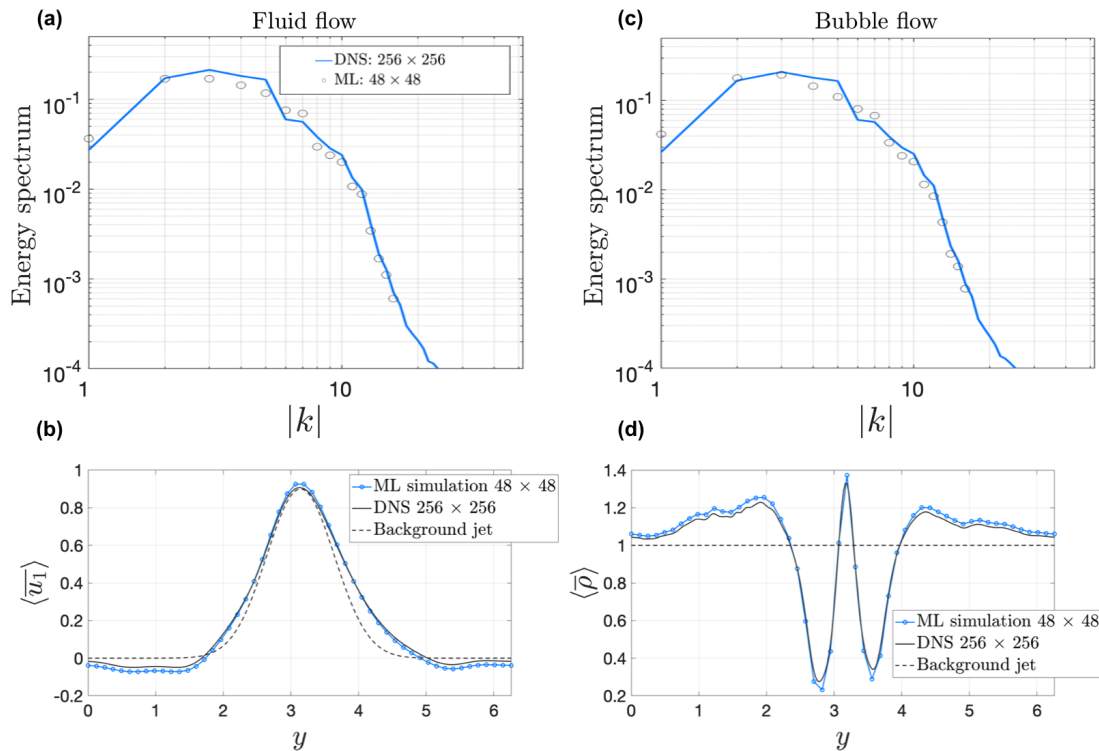 (a)
Fluid flow
DNS: 256 × 256
ML: 48 × 48
Energy spectrum
10^-1
10^-2
10^-3
10^-4
1
10
|k|
(c)
Bubble flow
Energy spectrum
10^-1
10^-2
10^-3
10^-4
1
10
|k|
(b)
ML simulation 48 × 48
DNS 256 × 256
Background jet
⟨u̅₁⟩
1
0.8
0.6
0.4
0.2
0
-0.2
0 1 2 3 4 5 6
y
(d)
ML simulation 48 × 48
DNS 256 × 256
Background jet
⟨ρ̅⟩
1.4
1.2
1
0.8
0.6
0.4
0.2
0 1 2 3 4 5 6
y